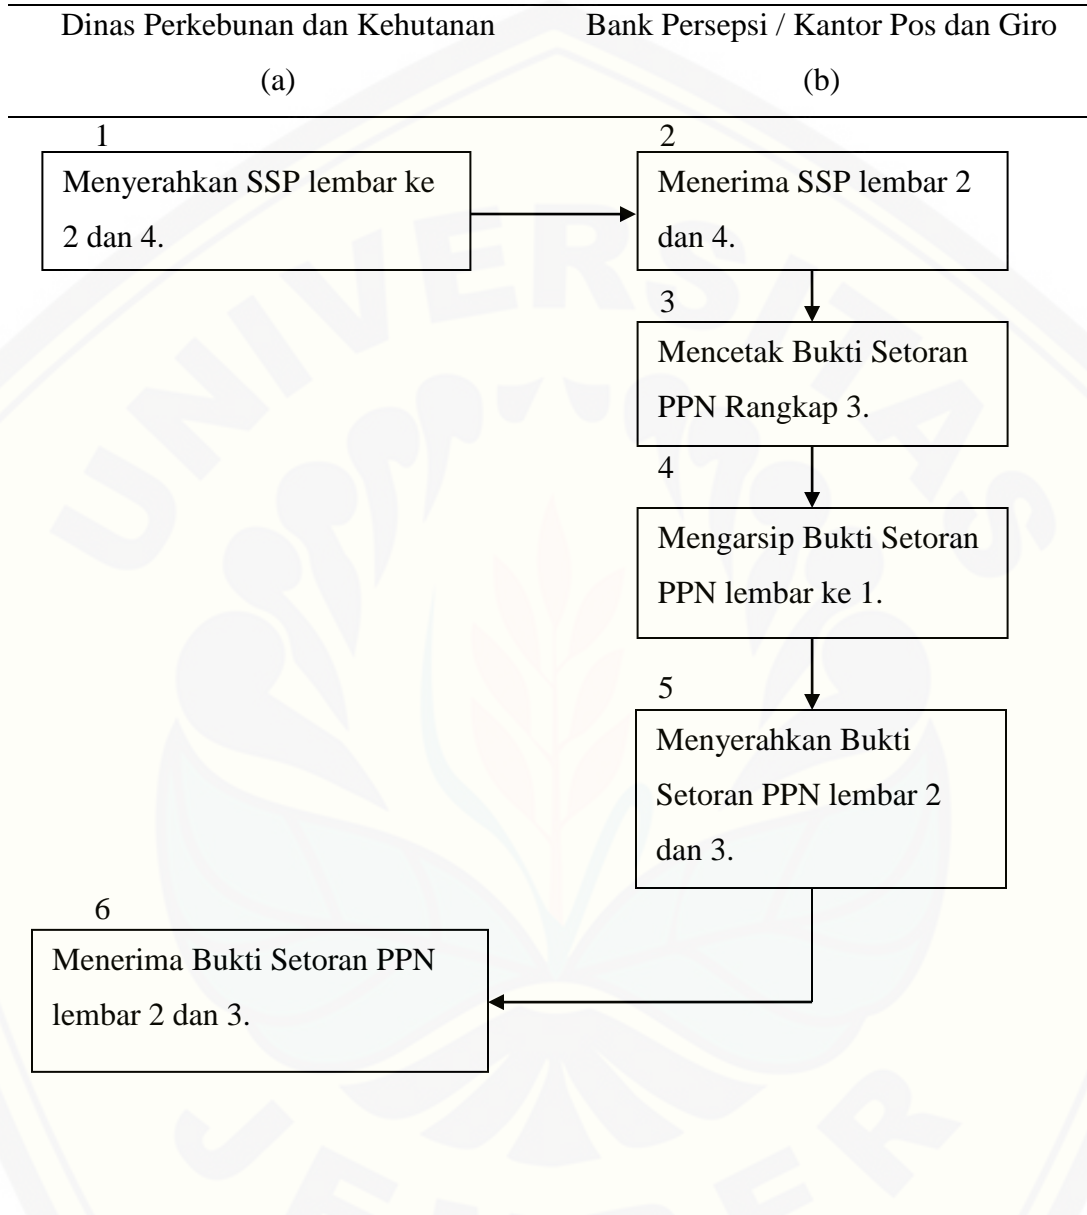 Dinas Perkebunan dan Kehutanan
Bank Persepsi / Kantor Pos dan Giro
(a)
(b)
1
Menyerahkan SSP lembar ke
2 dan 4.
2
Menerima SSP lembar 2
dan 4.
3
Mencetak Bukti Setoran
PPN Rangkap 3.
4
Mengarsip Bukti Setoran
PPN lembar ke 1.
5
Menyerahkan Bukti
Setoran PPN lembar 2
dan 3.
6
Menerima Bukti Setoran PPN
lembar 2 dan 3.
UNIVERSITAS
JEMBER